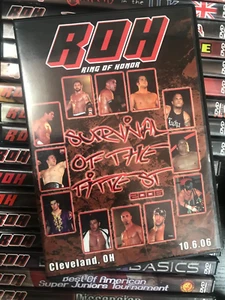 ROH
RING OF HONOR
SURVIVAL
OF THE
FITTEST
2006
Cleveland, OH
10.6.06
BASICS
Best Of American
Super Juniors Tournament